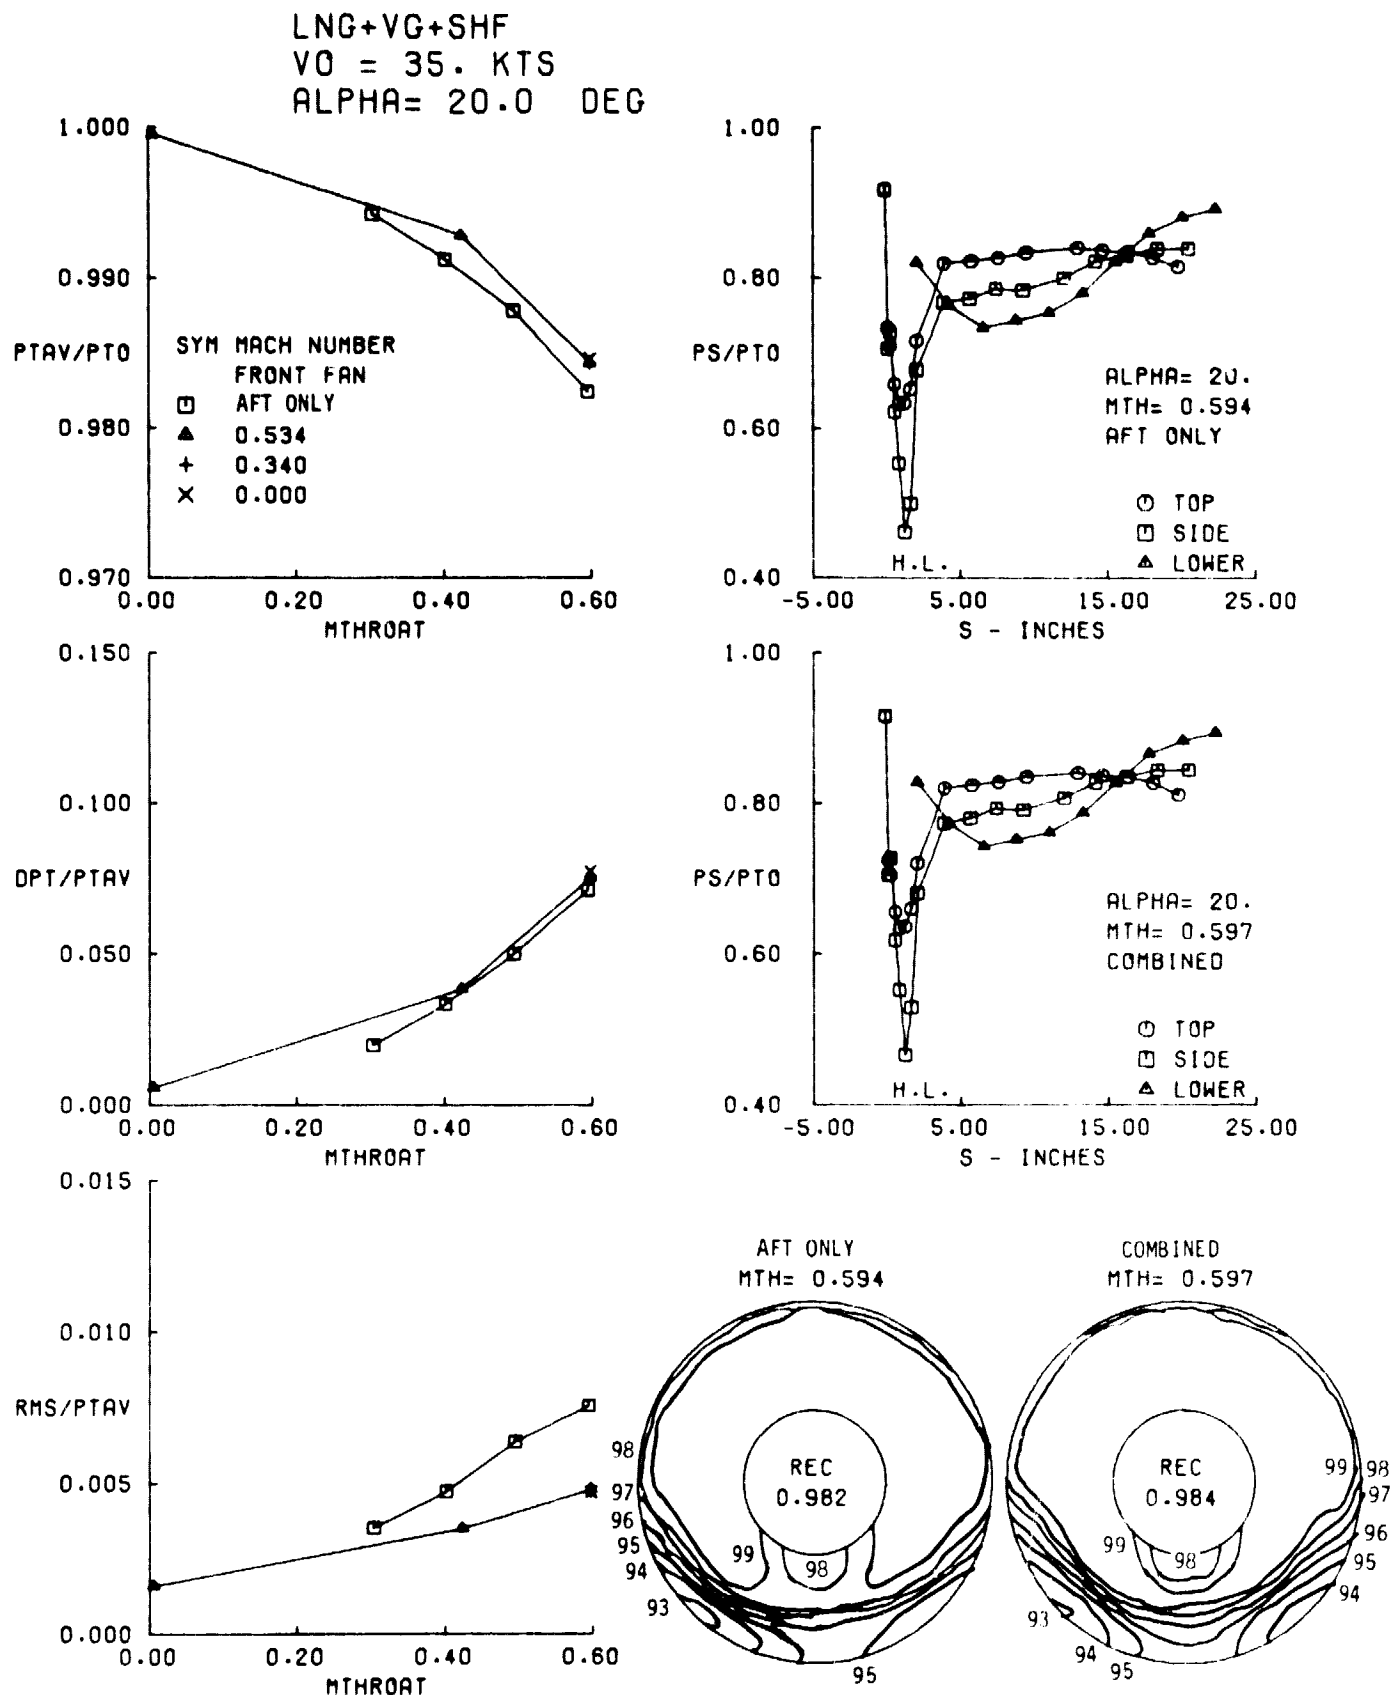 LNG+VG+SHF
VO = 35. KTS
ALPHA= 20.0 DEG
1.000
0.990
PTAV/PTO
0.980
0.970
SYM MACH NUMBER
FRONT FAN
AFT ONLY
0.534
0.340
0.000
0.00 0.20 0.40 0.60
MTHROAT
1.00
0.80
PS/PTO
0.60
0.40
ALPHA= 20.
MTH= 0.594
AFT ONLY
TOP
SIDE
LOWER
H.L.
-5.00 5.00 15.00 25.00
S - INCHES
0.150
0.100
DPT/PTAV
0.050
0.000
0.00 0.20 0.40 0.60
MTHROAT
1.00
0.80
PS/PTO
0.60
0.40
ALPHA= 20.
MTH= 0.597
COMBINED
TOP
SIDE
LOWER
H.L.
-5.00 5.00 15.00 25.00
S - INCHES
0.015
0.010
RMS/PTAV
0.005
0.000
0.00 0.20 0.40 0.60
MTHROAT
AFT ONLY
MTH= 0.594
REC
0.982
98
97
96
95
94
93
99
98
95
COMBINED
MTH= 0.597
REC
0.984
99 98
97
96
95
94
99
98
93
94
95